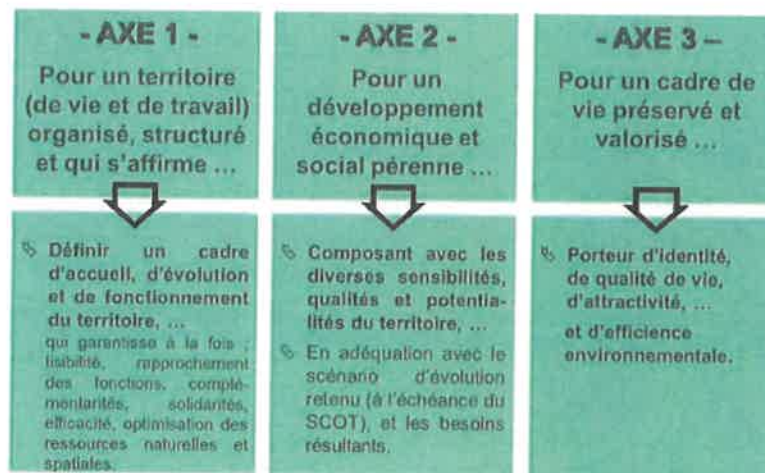 - AXE 1 -
Pour un territoire
(de vie et de travail)
organisé, structuré
et qui s'affirme ...
Définir un cadre
d'accueil, d'évolution
et de fonctionnement
du territoire, ...
qui garantisse à la fois :
lisibilité, rapprochement
des fonctions, complé-
mentarités, solidarités,
efficacité, optimisation des
ressources naturelles et
spatiales.
- AXE 2 -
Pour un
développement
économique et
social pérenne ...
Composant avec les
diverses sensibilités,
qualités et potentia-
lités du territoire, ...
En adéquation avec le
scénario d'évolution
retenu (à l'échéance du
SCOT), et les besoins
résultants.
- AXE 3 –
Pour un cadre de
vie préservé et
valorisé ...
Porteur d'identité,
de qualité de vie,
d'attractivité, ...
et d'efficience
environnementale.